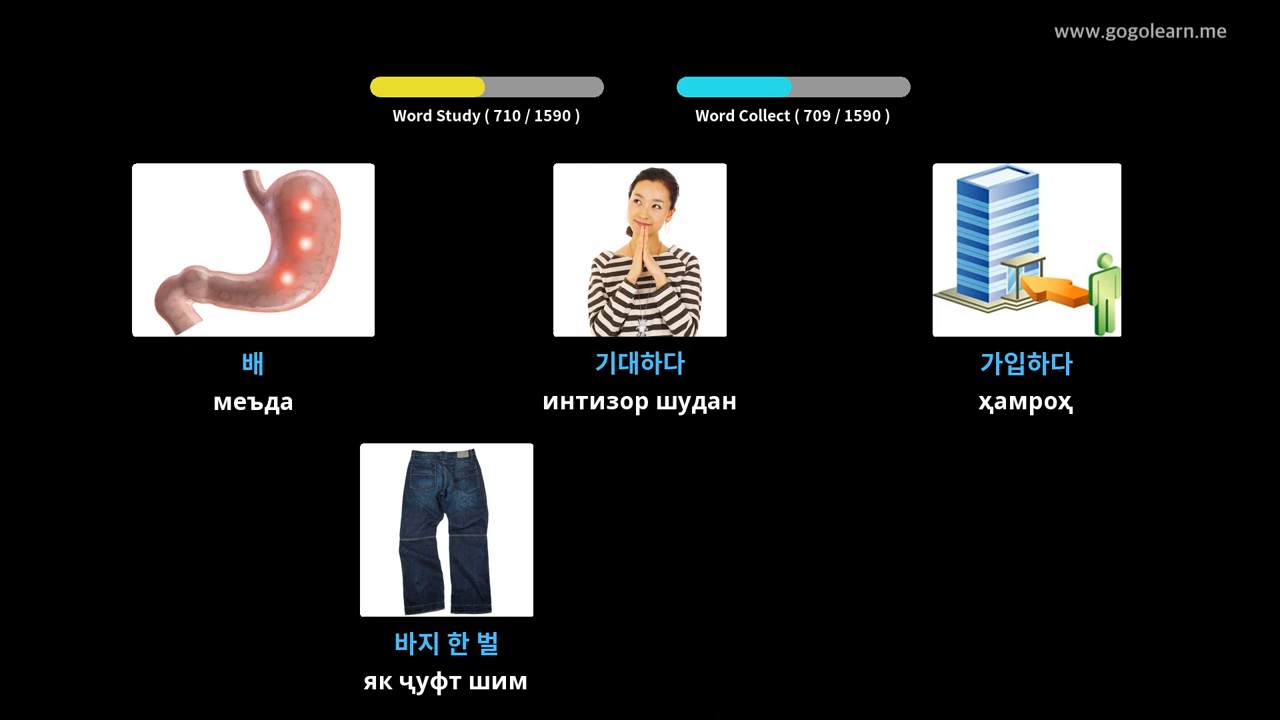 www.gogolearn.me
Word Study ( 710 / 1590 )
Word Collect ( 709 / 1590 )
배
меъда
기대하다
интизор шудан
가입하다
ҳамроҳ
바지 한 벌
як ҷуфт шим